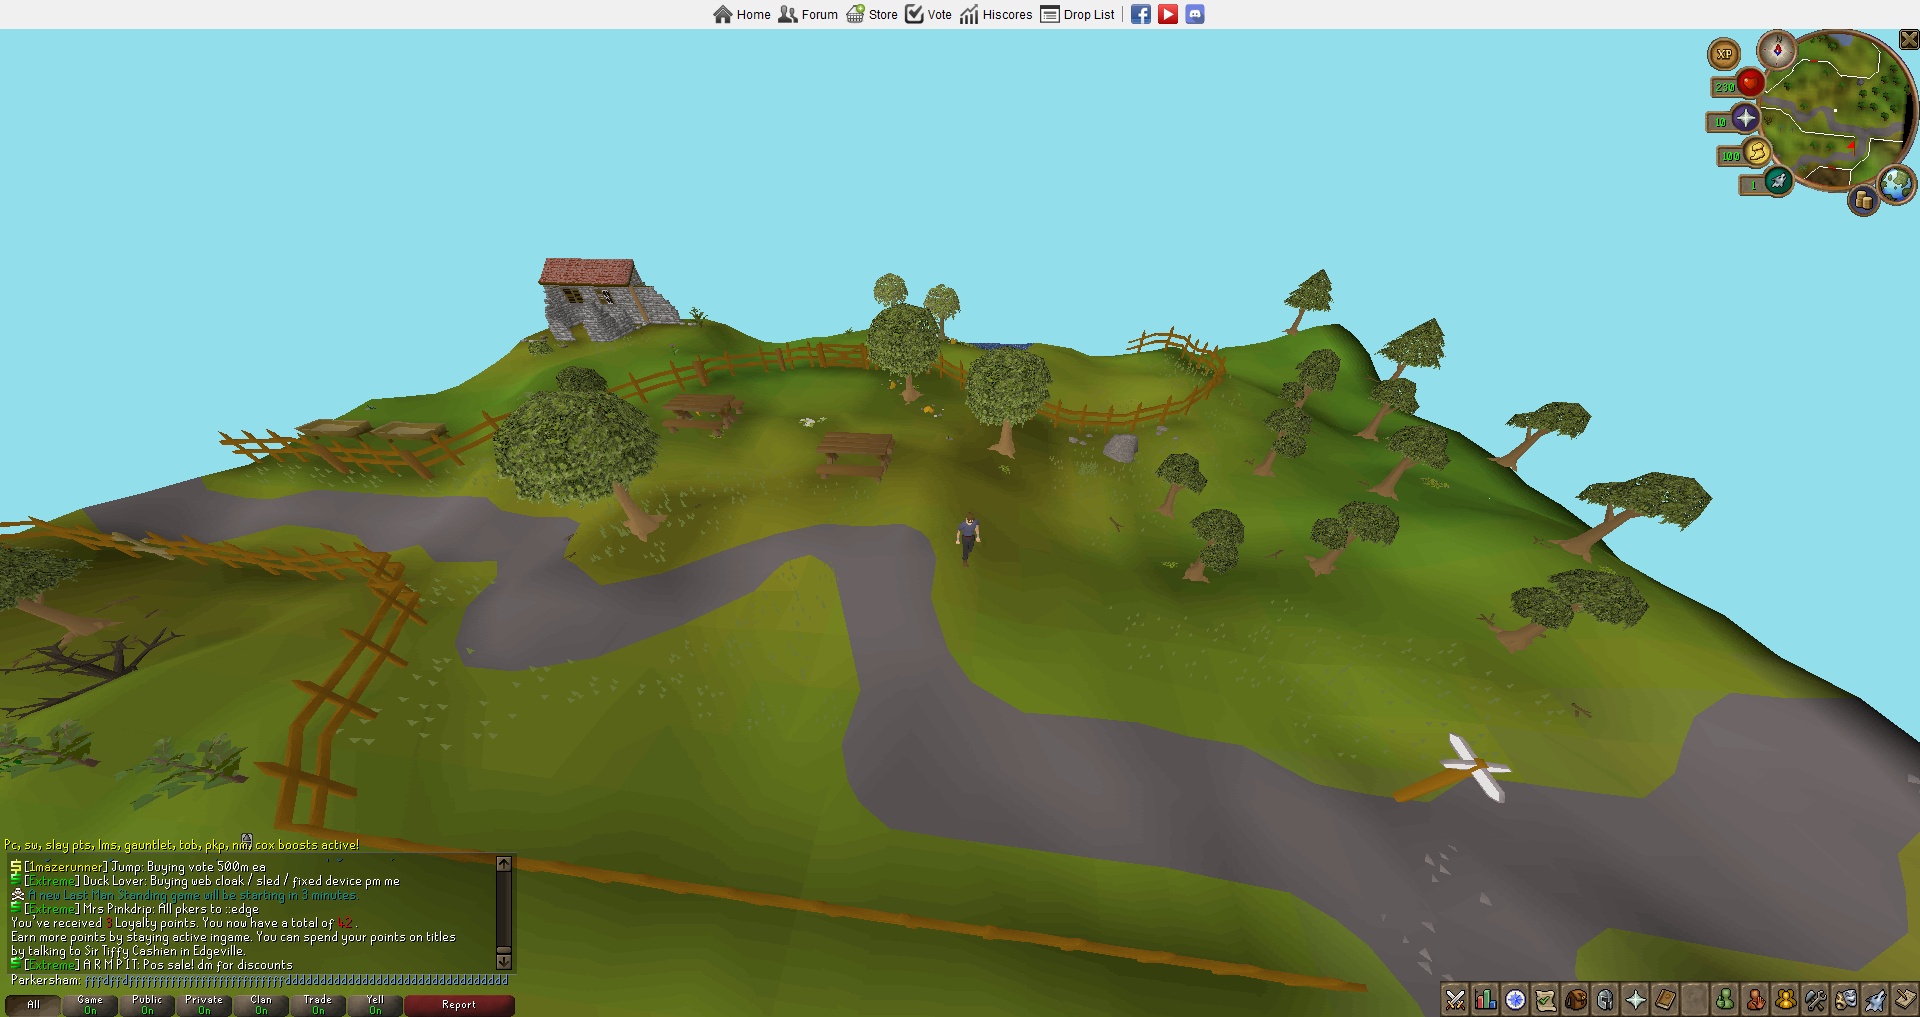 Home Forum Store Vote Hiscores Drop List
XP
N
230
10
100
1
Pc, sw, slay pts, lms, gauntlet, tob, pkp, nm, cox boosts active!
[1mazerunner] Jump: Buying vote 500m ea
[Extreme] Duck Lover: Buying web cloak / sled / fixed device pm me
A new Last Man Standing game will be starting in 3 minutes.
[Extreme] Mrs Pinkdrip: All pkers to ::edge
You've received 3 Loyalty points. You now have a total of 42.
Earn more points by staying active ingame. You can spend your points on titles
by talking to Sir Tiffy Cashien in Edgeville.
[Extreme] A R M P I T: Pos sale! dm for discounts
Parkersham:
All Game Public Private Clan Trade Yell Report
On On On On On On